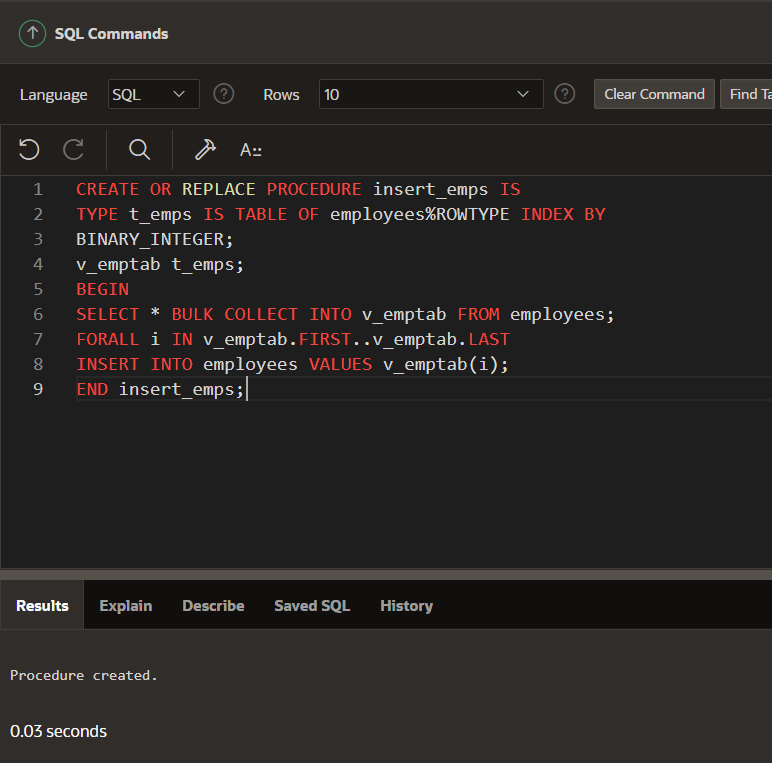 SQL Commands
Language SQL Rows 10 Clear Command Find Ta
A::
1 CREATE OR REPLACE PROCEDURE insert_emps IS
2 TYPE t_emps IS TABLE OF employees%ROWTYPE INDEX BY
3 BINARY_INTEGER;
4 v_emptab t_emps;
5 BEGIN
6 SELECT * BULK COLLECT INTO v_emptab FROM employees;
7 FORALL i IN v_emptab.FIRST..v_emptab.LAST
8 INSERT INTO employees VALUES v_emptab(i);
9 END insert_emps;
Results Explain Describe Saved SQL History
Procedure created.
0.03 seconds